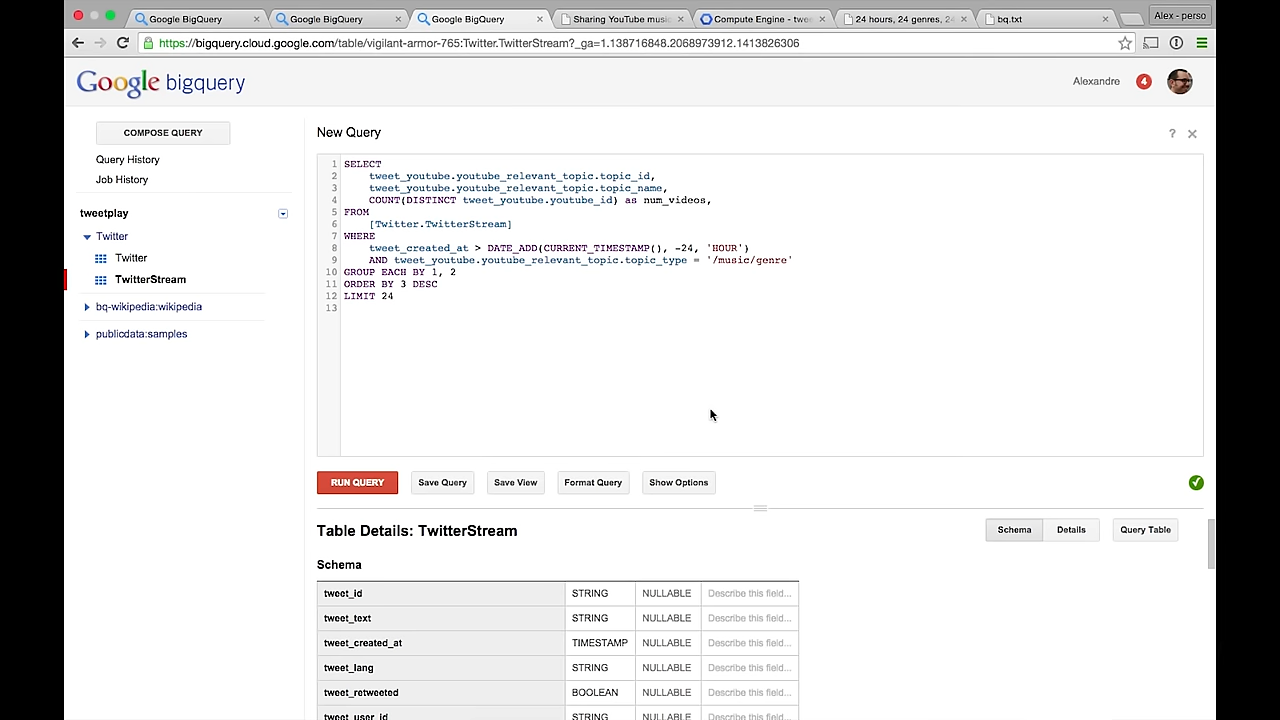 Google BigQuery
Google BigQuery
Google BigQuery
Sharing YouTube musi
Compute Engine - twee
24 hours, 24 genres, 24
bq.txt
Alex - perso
https://bigquery.cloud.google.com/table/vigilant-armor-765:Twitter.TwitterStream?_ga=1.138716848.2068973912.1413826306
Google bigquery
Alexandre
4
COMPOSE QUERY
Query History
Job History
tweetplay
Twitter
Twitter
TwitterStream
bq-wikipedia:wikipedia
publicdata:samples
New Query
?
1 SELECT
2 tweet_youtube.youtube_relevant_topic.topic_id,
3 tweet_youtube.youtube_relevant_topic.topic_name,
4 COUNT(DISTINCT tweet_youtube.youtube_id) as num_videos,
5 FROM
6 [Twitter.TwitterStream]
7 WHERE
8 tweet_created_at > DATE_ADD(CURRENT_TIMESTAMP(), -24, 'HOUR')
9 AND tweet_youtube.youtube_relevant_topic.topic_type = '/music/genre'
10 GROUP EACH BY 1, 2
11 ORDER BY 3 DESC
12 LIMIT 24
13
RUN QUERY
Save Query
Save View
Format Query
Show Options
Table Details: TwitterStream
Schema
Details
Query Table
Schema
tweet_id STRING NULLABLE Describe this field...
tweet_text STRING NULLABLE Describe this field...
tweet_created_at TIMESTAMP NULLABLE Describe this field...
tweet_lang STRING NULLABLE Describe this field...
tweet_retweeted BOOLEAN NULLABLE Describe this field...
tweet_user_id STRING NULLABLE Describe this field...